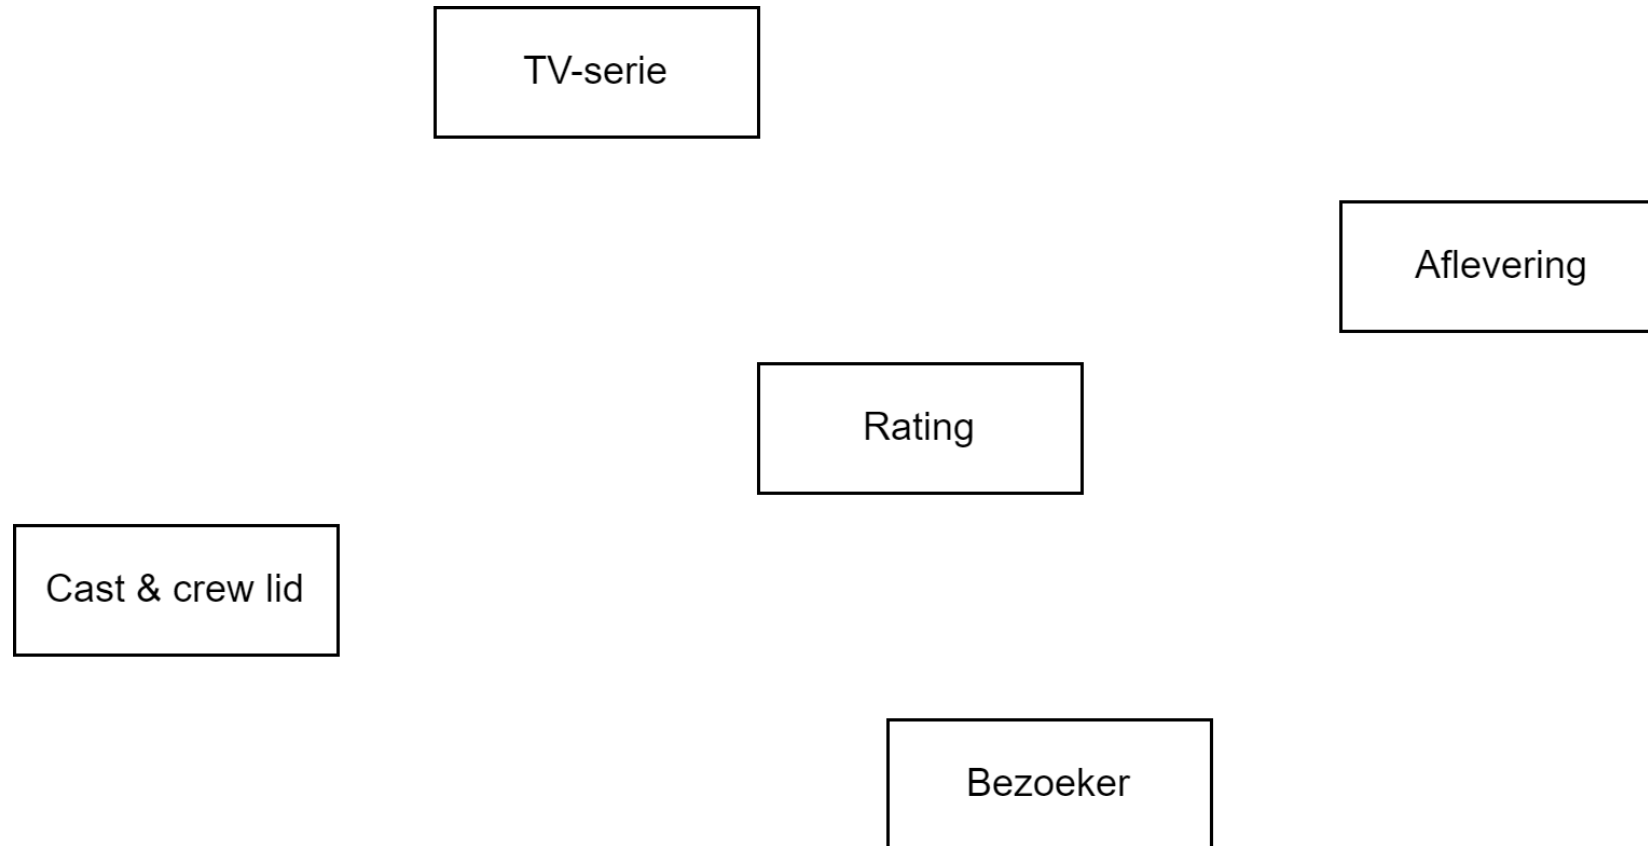 TV-serie
Aflevering
Rating
Cast & crew lid
Bezoeker